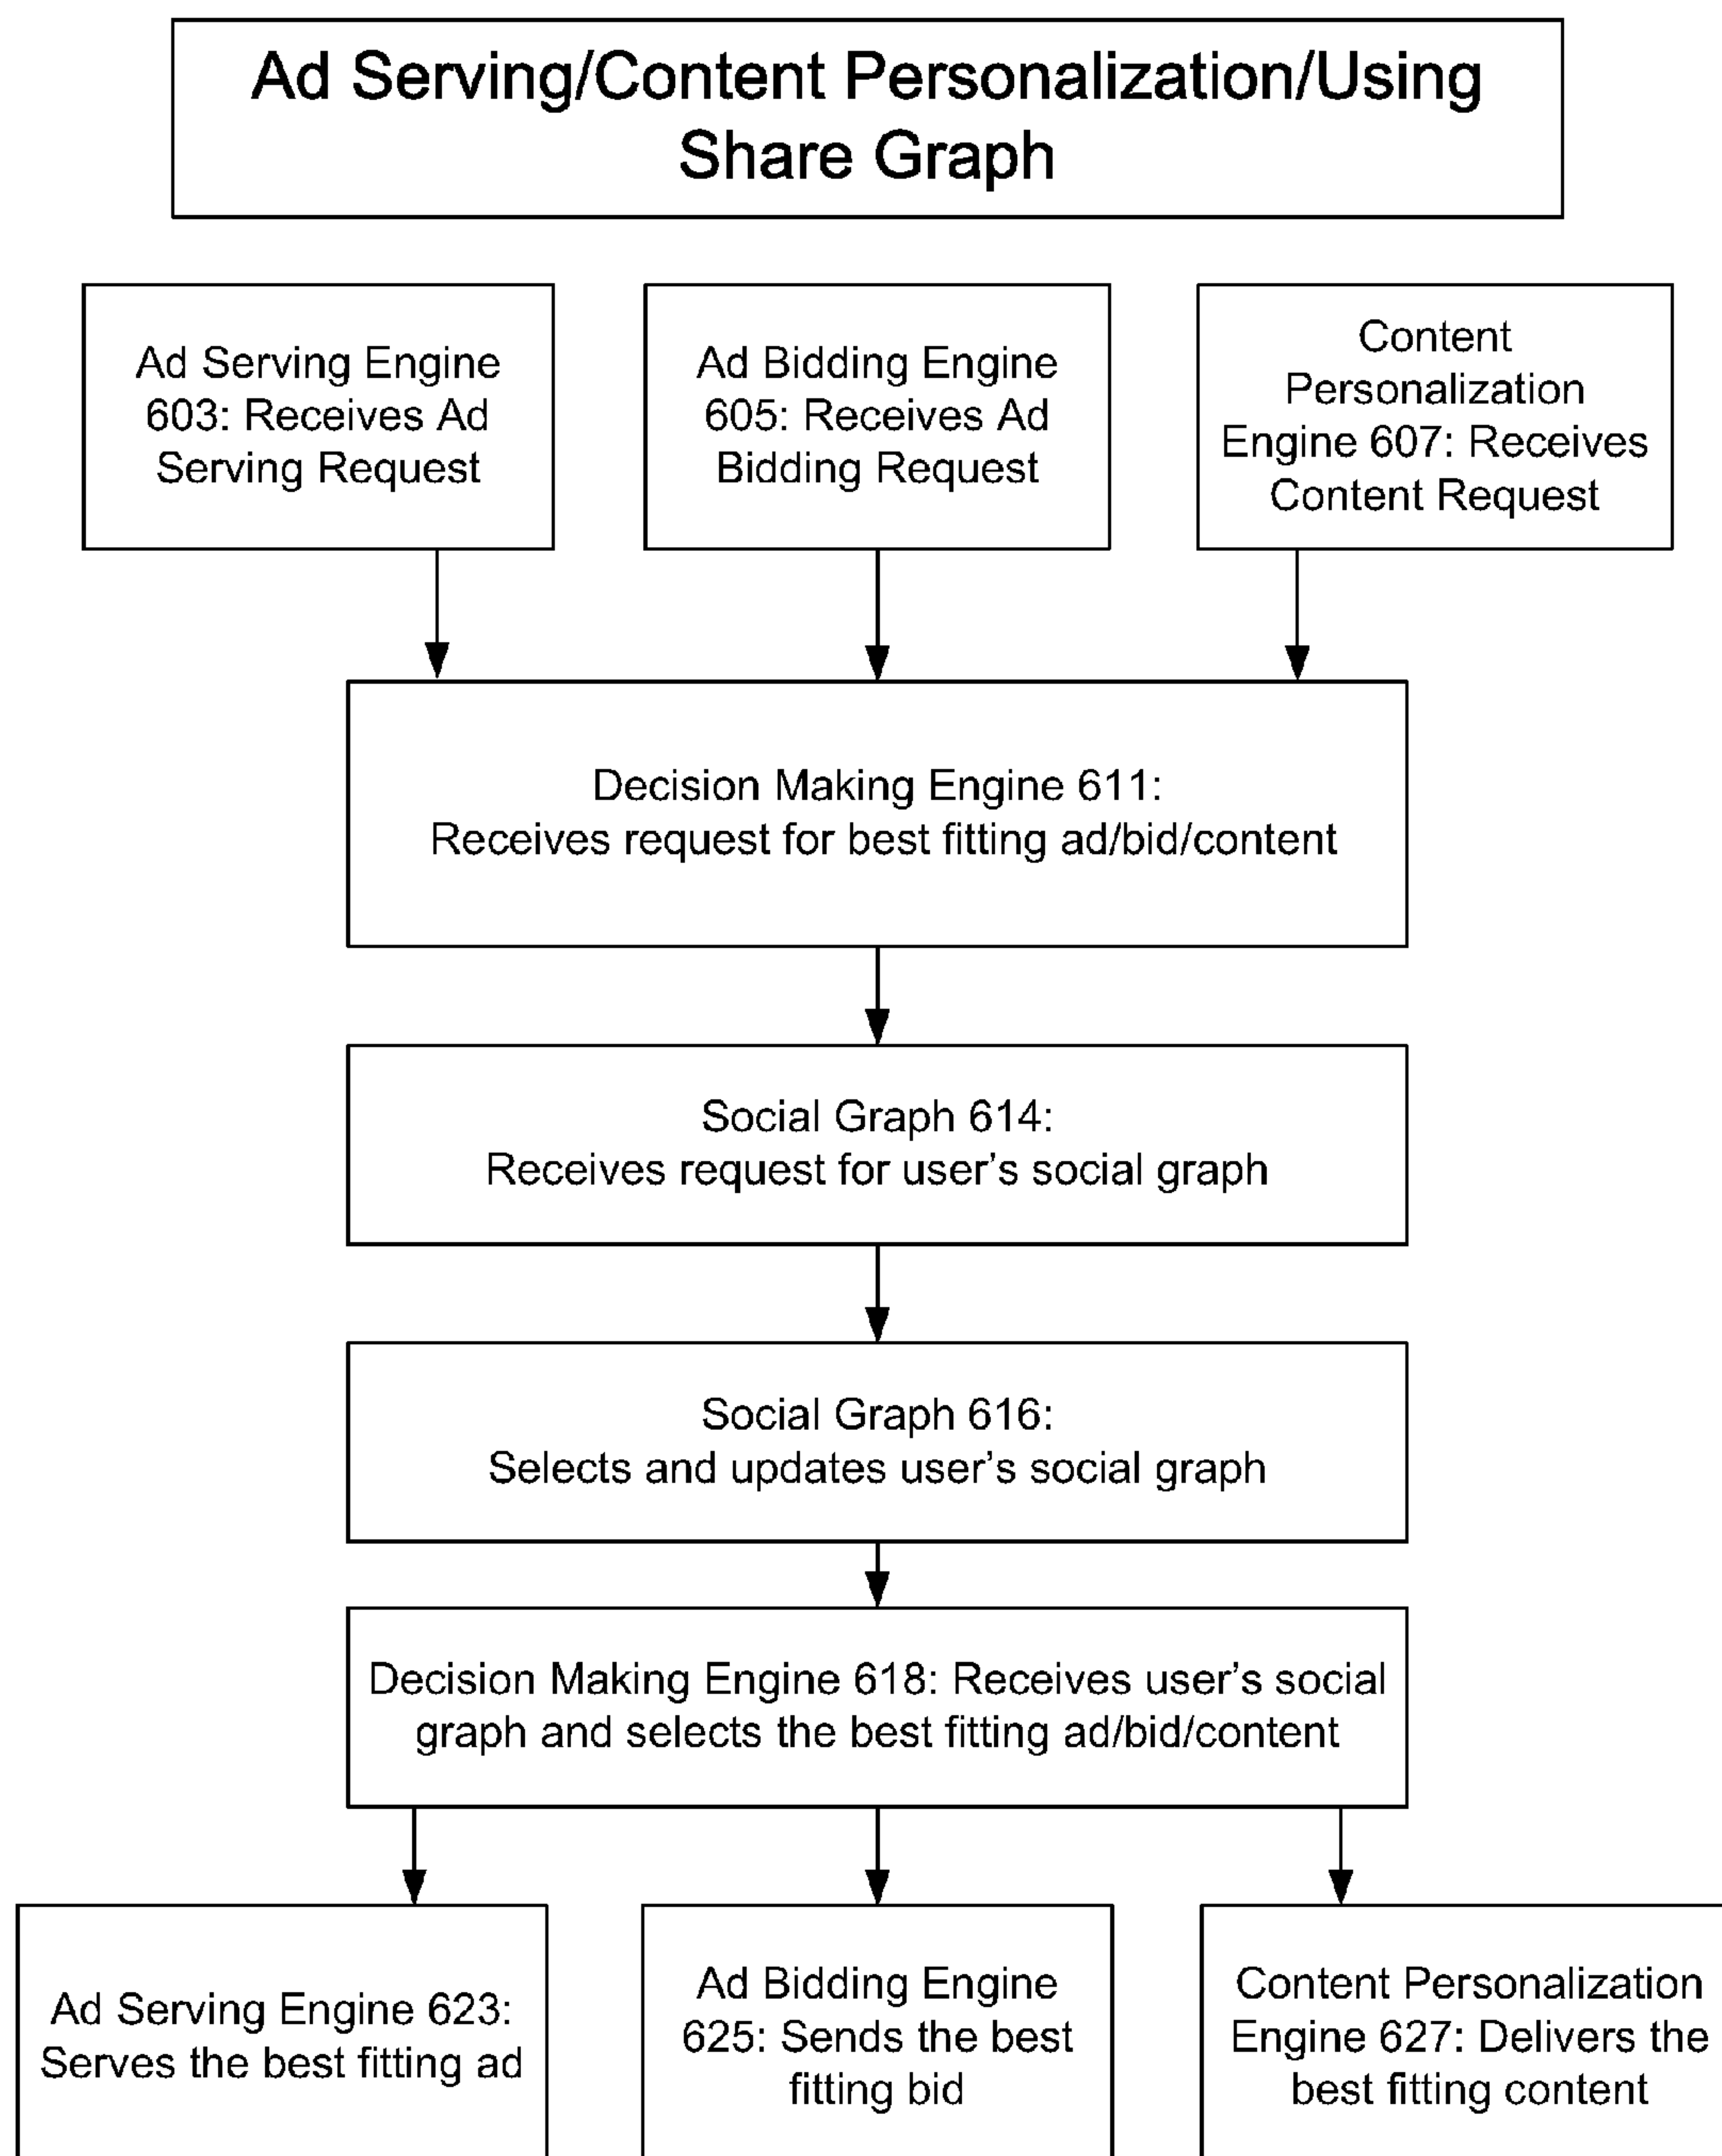 Ad Serving/Content Personalization/Using
Share Graph
Ad Serving Engine
603: Receives Ad
Serving Request
Ad Bidding Engine
605: Receives Ad
Bidding Request
Content
Personalization
Engine 607: Receives
Content Request
Decision Making Engine 611:
Receives request for best fitting ad/bid/content
Social Graph 614:
Receives request for user’s social graph
Social Graph 616:
Selects and updates user’s social graph
Decision Making Engine 618: Receives user’s social
graph and selects the best fitting ad/bid/content
Ad Serving Engine 623:
Serves the best fitting ad
Ad Bidding Engine
625: Sends the best
fitting bid
Content Personalization
Engine 627: Delivers the
best fitting content